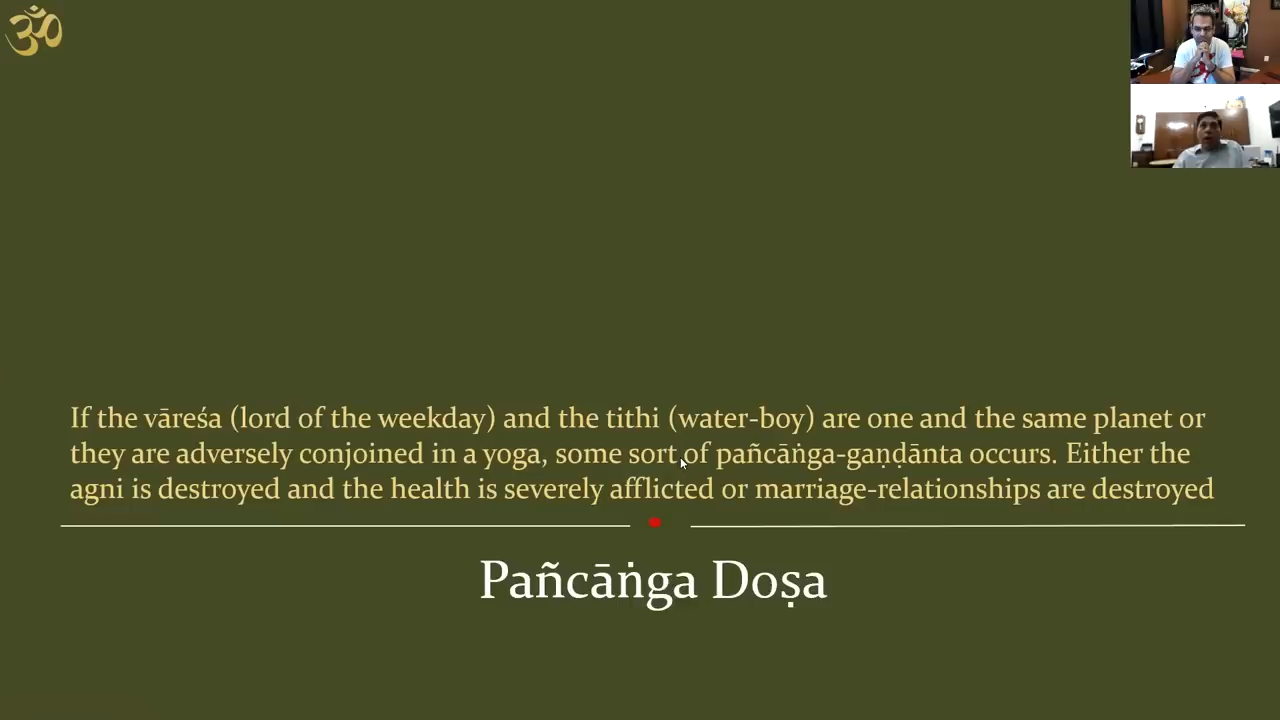 ॐ
If the vāreśa (lord of the weekday) and the tithi (water-boy) are one and the same planet or
they are adversely conjoined in a yoga, some sort of pañcāṅga-gaṇḍānta occurs. Either the
agni is destroyed and the health is severely afflicted or marriage-relationships are destroyed
Pañcāṅga Doṣa